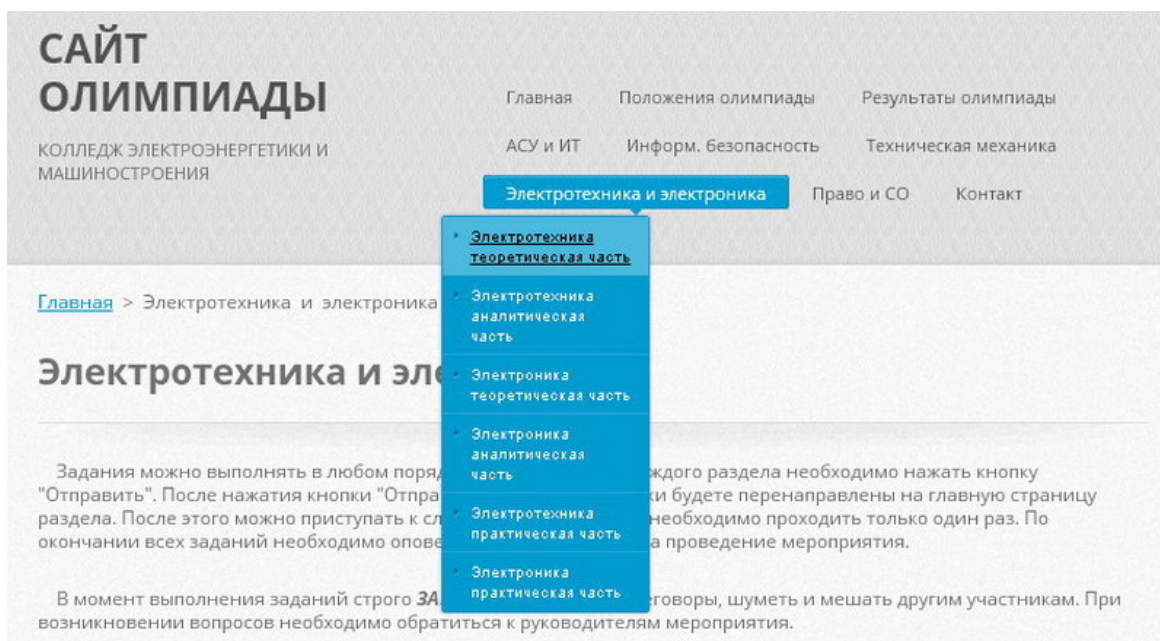 САЙТ
ОЛИМПИАДЫ
КОЛЛЕДЖ ЭЛЕКТРОЭНЕРГЕТИКИ И
МАШИНОСТРОЕНИЯ
Главная Положения олимпиады Результаты олимпиады
АСУ и ИТ Информ. безопасность Техническая механика
Электротехника и электроника Право и СО Контакт
Электротехника
теоретическая часть
Электротехника
аналитическая
часть
Электроника
теоретическая часть
Электроника
аналитическая
часть
Электротехника
практическая часть
Электроника
практическая часть
Главная > Электротехника и электроника
Электротехника и эле
Задания можно выполнять в любом поряд ждого раздела необходимо нажать кнопку
"Отправить". После нажатия кнопки "Отпра ки будете перенаправлены на главную страницу
раздела. После этого можно приступать к сл необходимо проходить только один раз. По
окончании всех заданий необходимо опове а проведение мероприятия.
В момент выполнения заданий строго ЗА еговоры, шуметь и мешать другим участникам. При
возникновении вопросов необходимо обратиться к руководителям мероприятия.